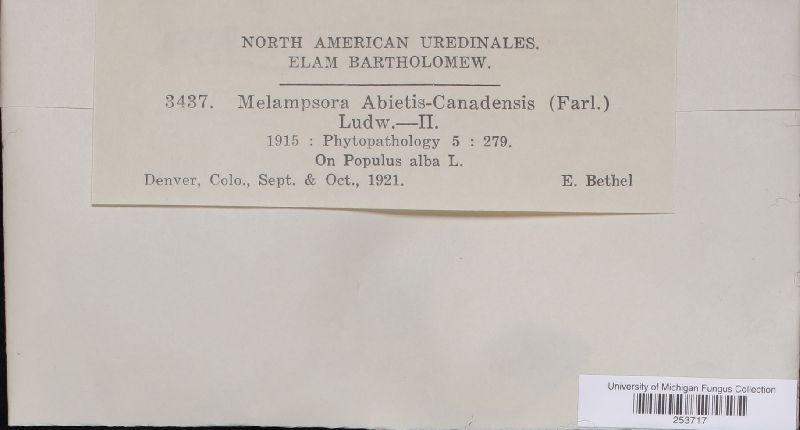 NORTH AMERICAN UREDINALES.
ELAM BARTHOLOMEW.
3437. Melampsora Abietis-Canadensis (Farl.)
Ludw.—II.
1915 : Phytopathology 5 : 279.
On Populus alba L.
Denver, Colo., Sept. & Oct., 1921. E. Bethel
University of Michigan Fungus Collection
253717